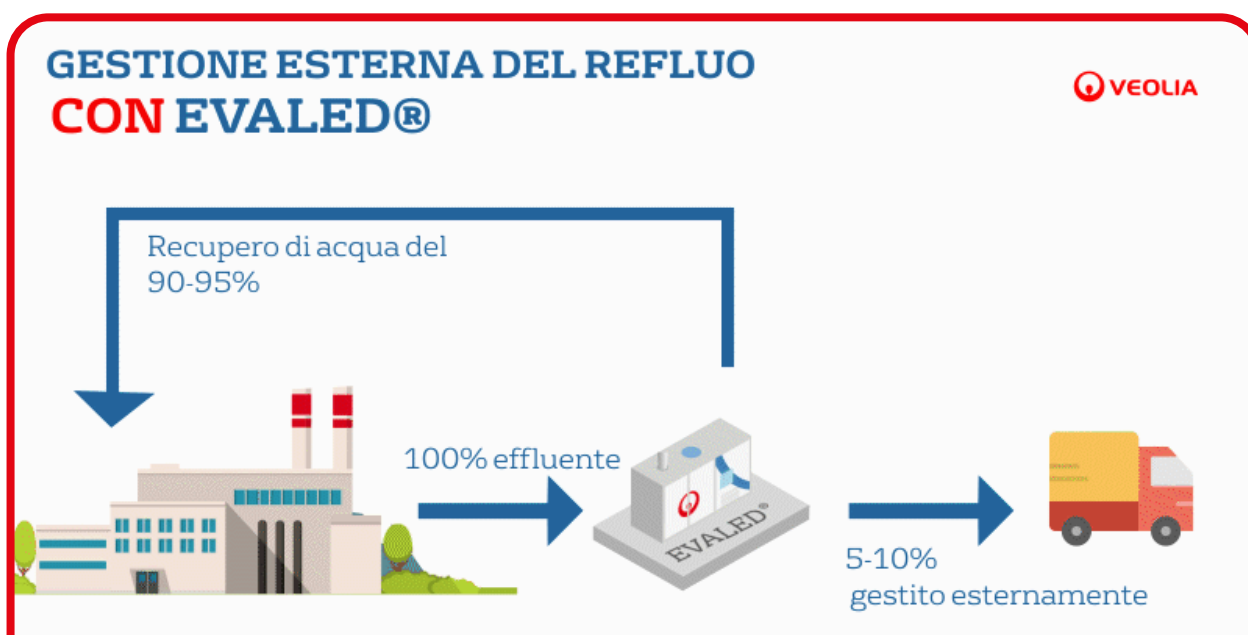 GESTIONE ESTERNA DEL REFLUO
CON EVALED®
VEOLIA
Recupero di acqua del
90-95%
100% effluente
EVALED®
5-10%
gestito esternamente